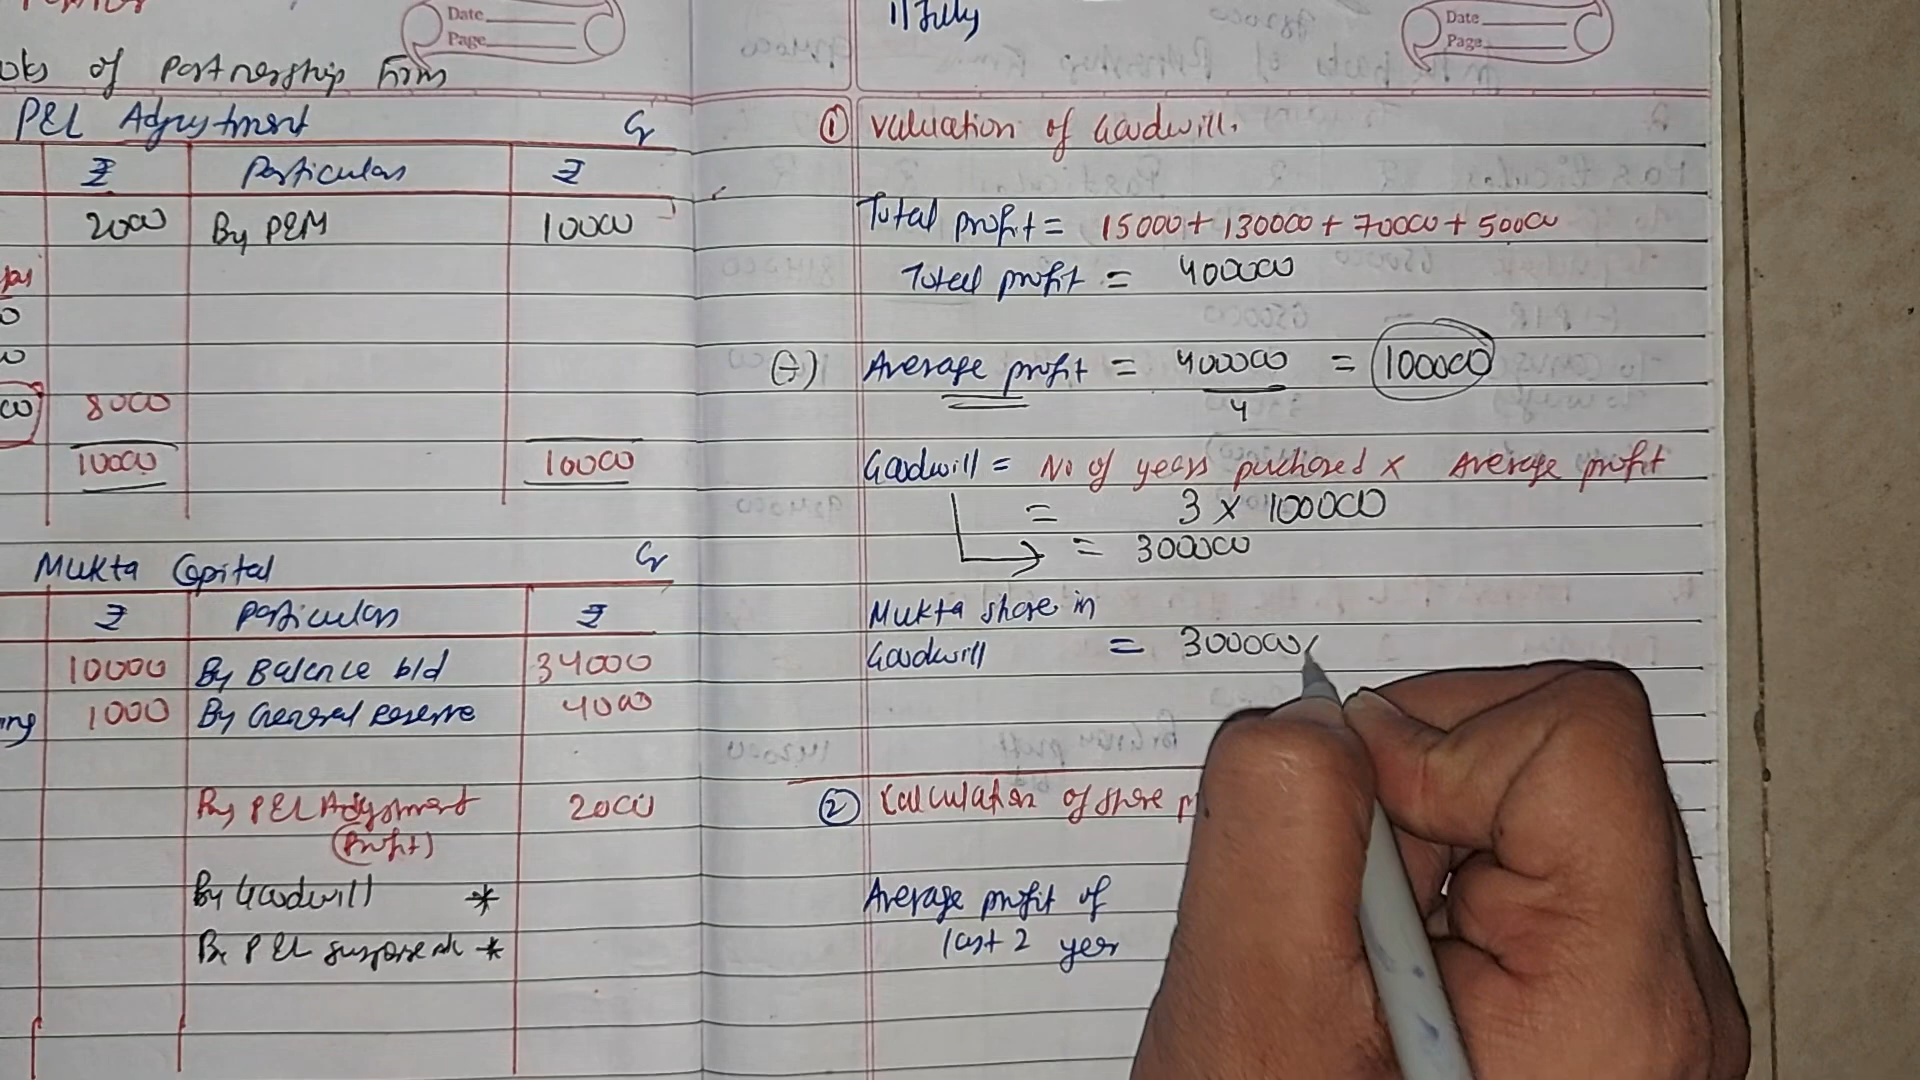 Date
Page
of Partnership Firm
P&L Adjustment Cr
₹ Particulars ₹
2000 By P&M 10000
8000
10000 10000
Mukta Capital Cr
₹ Particulars ₹
10000 By Balance b/d 34000
1000 By General Reserve 4000
By P&L Adjustment 2000
(Profit)
By Goodwill *
By P&L suspense *
11 July
Date
Page
① Valuation of Goodwill.
Total profit = 15000 + 130000 + 70000 + 50000
Total profit = 400000
Average profit = 400000 = 100000
4
Goodwill = No of years purchased × Average profit
= 3 × 100000
= 300000
Mukta share in
Goodwill = 300000
② Calculation of share
Average profit of
last 2 year